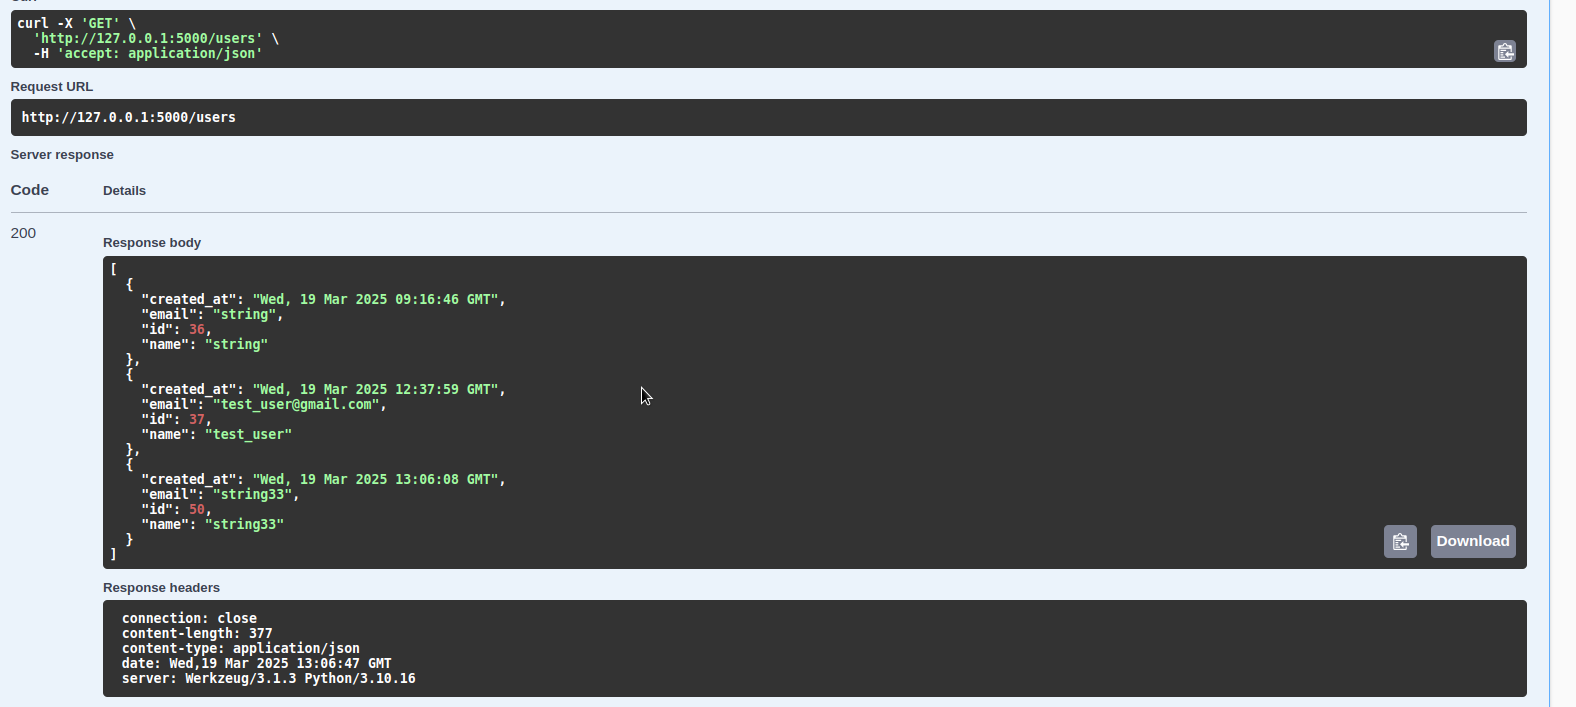 curl -X 'GET' \
  'http://127.0.0.1:5000/users' \
  -H 'accept: application/json'
Request URL
http://127.0.0.1:5000/users
Server response
Code Details
200
Response body
[
  {
    "created_at": "Wed, 19 Mar 2025 09:16:46 GMT",
    "email": "string",
    "id": 36,
    "name": "string"
  },
  {
    "created_at": "Wed, 19 Mar 2025 12:37:59 GMT",
    "email": "test_user@gmail.com",
    "id": 37,
    "name": "test_user"
  },
  {
    "created_at": "Wed, 19 Mar 2025 13:06:08 GMT",
    "email": "string33",
    "id": 50,
    "name": "string33"
  }
]
Download
Response headers
connection: close
content-length: 377
content-type: application/json
date: Wed,19 Mar 2025 13:06:47 GMT
server: Werkzeug/3.1.3 Python/3.10.16